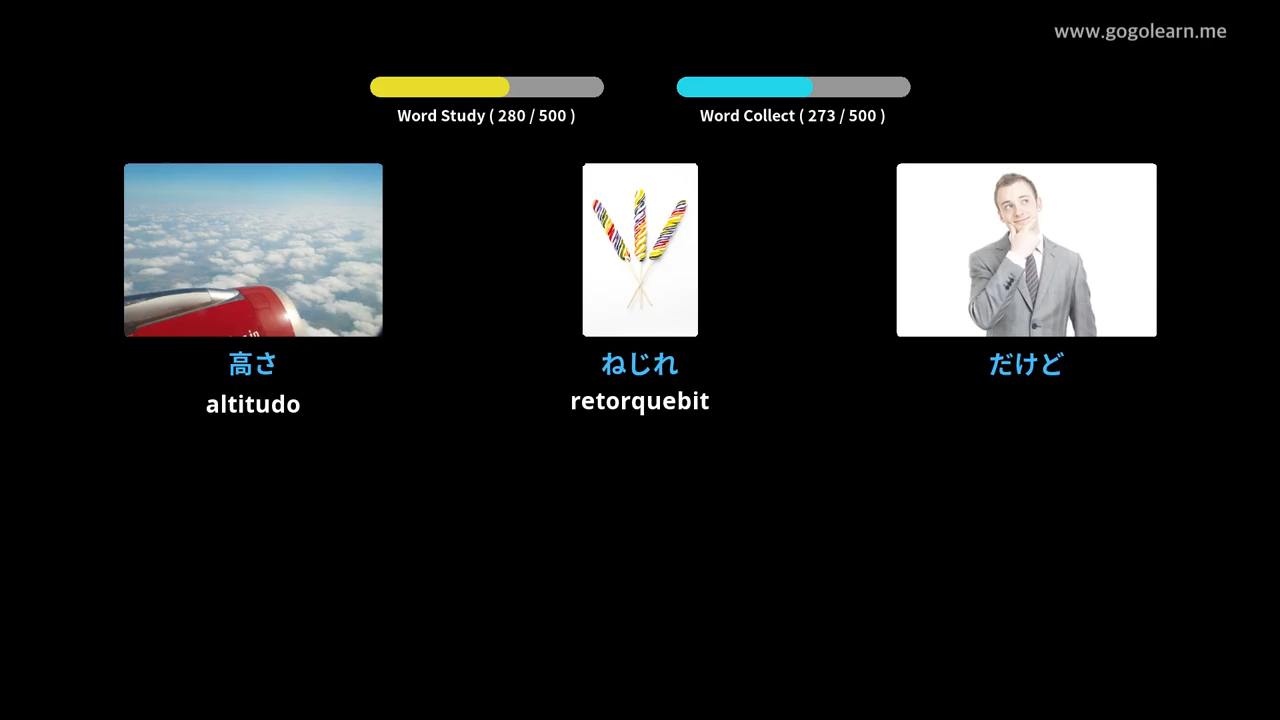 www.gogolearn.me
Word Study ( 280 / 500 )
Word Collect ( 273 / 500 )
高さ
ねじれ
だけど
altitudo
retorquebit